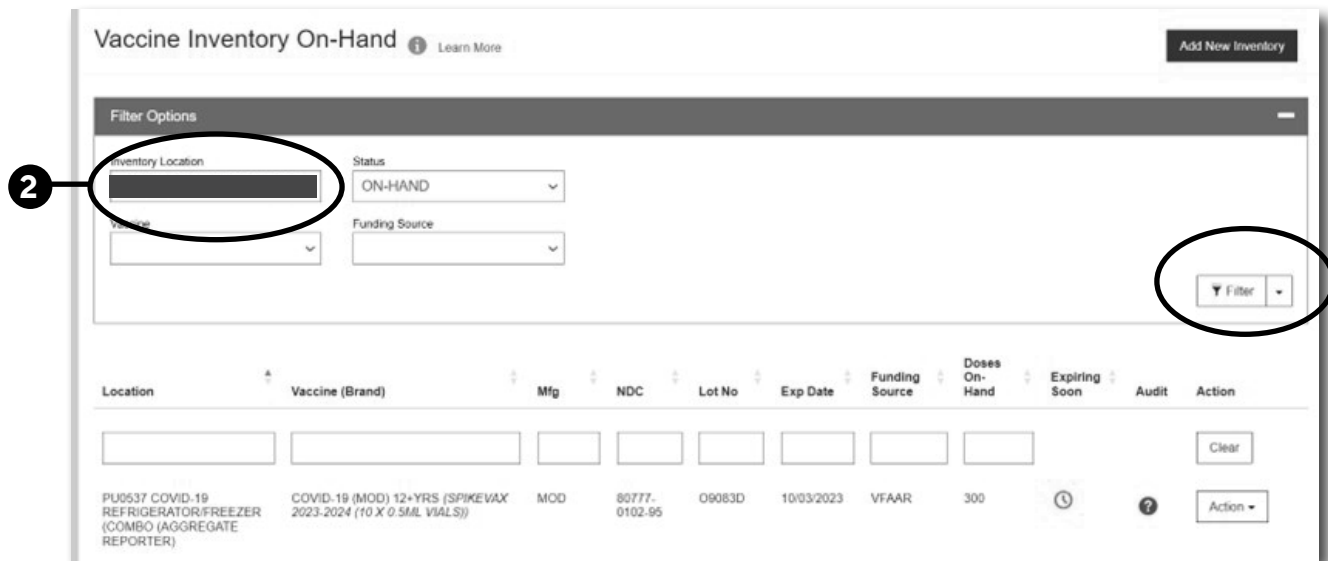 Vaccine Inventory On-Hand Learn More
Add New Inventory
Filter Options
Inventory Location
Status
2
ON-HAND
Vaccine
Funding Source
Filter
Location
Vaccine (Brand)
Mfg
NDC
Lot No
Exp Date
Funding
Source
Doses
On-
Hand
Expiring
Soon
Audit
Action
Clear
PU0537 COVID-19
REFRIGERATOR/FREEZER
(COMBO (AGGREGATE
REPORTER)
COVID-19 (MOD) 12+YRS (SPIKEVAX
2023-2024 (10 X 0.5ML VIALS))
MOD
80777-
0102-95
O9083D
10/03/2023
VFAAR
300
Action